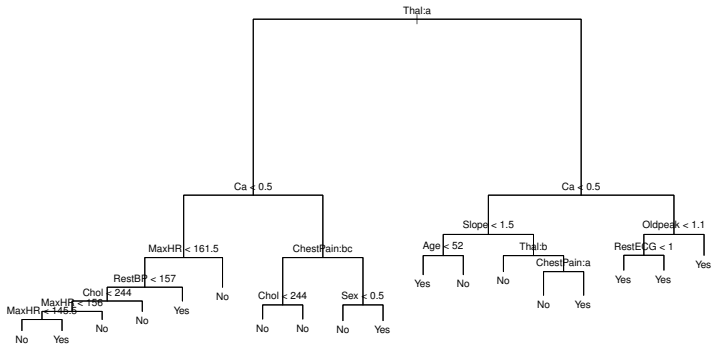 Thal:a
Ca < 0.5
Ca < 0.5
Slope < 1.5
Oldpeak < 1.1
MaxHR < 161.5
ChestPain:bc
Age < 52
Thal:b
RestECG < 1
ChestPain:a
Yes
RestBP < 157
Yes
No
No
Yes
Yes
Chol < 244
No
Chol < 244
Sex < 0.5
MaxHR < 156
No
Yes
MaxHR < 145.5
Yes
No
No
No
No
No
Yes
No
Yes